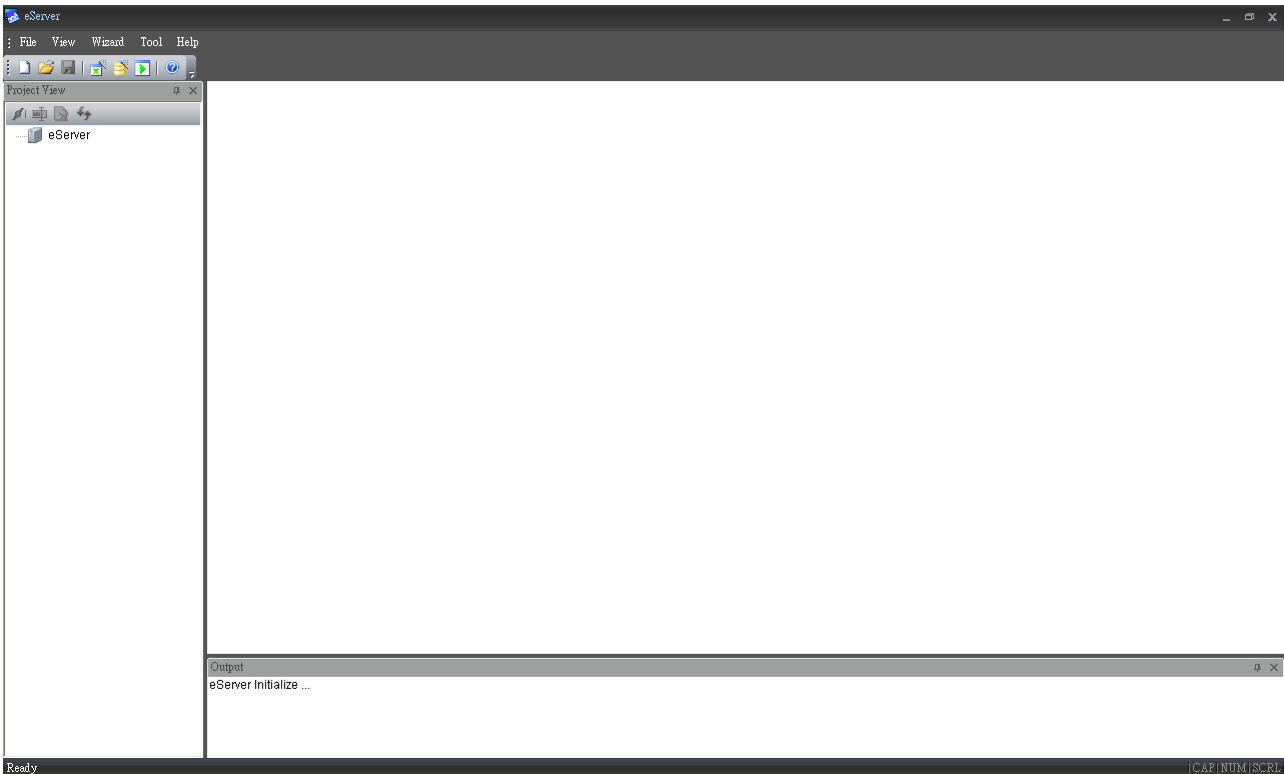 eServer
File View Wizard Tool Help
Project View
eServer
Output
eServer Initialize ...
Ready
CAP NUM SCRL